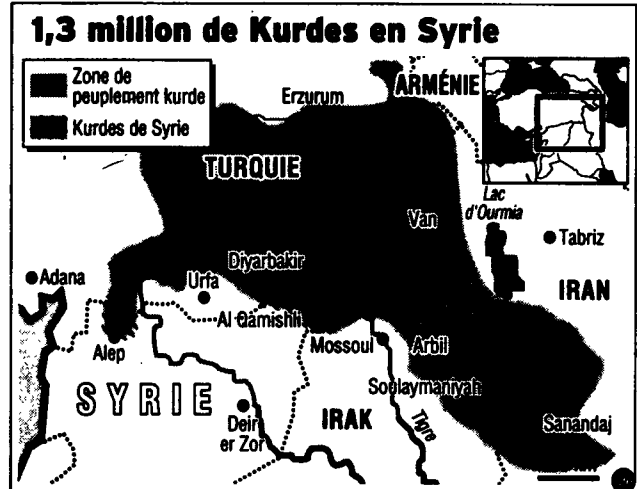 1,3 million de Kurdes en Syrie
Zone de
peuplement kurde
Kurdes de Syrie
Erzurum
ARMÉNIE
TURQUIE
Lac
d'Ourmia
Van
Tabriz
Diyarbakir
Adana
Urfa
IRAN
Al Qamishli
Alep
Mossoul
Arbil
SYRIE
Soulaymaniyah
Deir
er Zor
IRAK
Tigre
Sanandaj